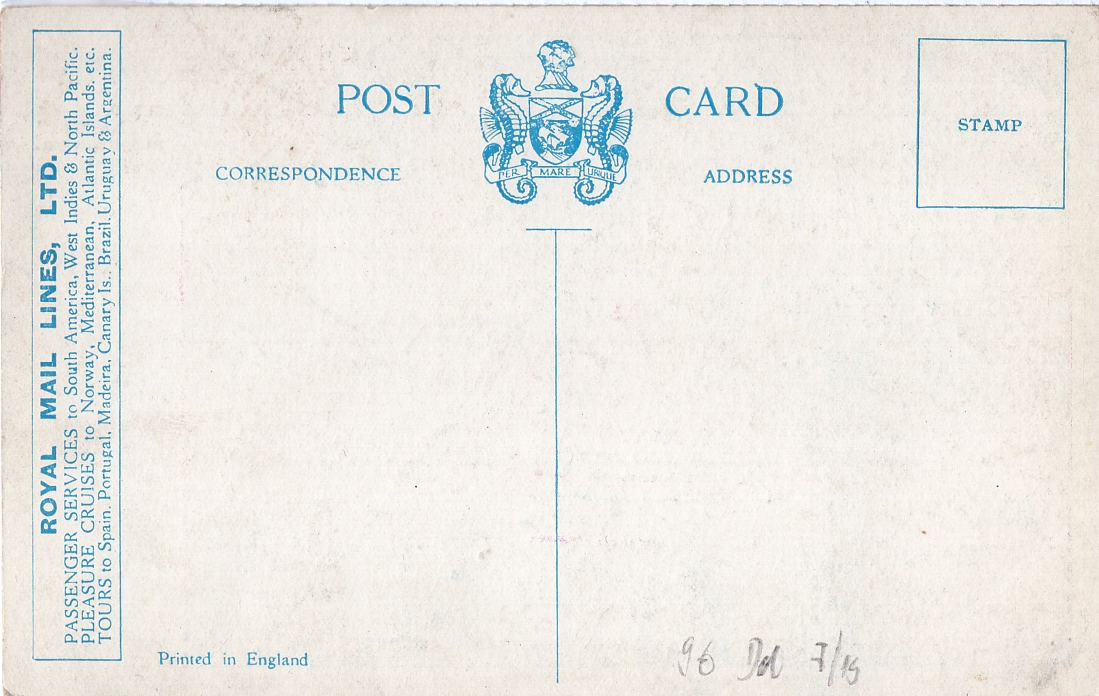 ROYAL MAIL LINES, LTD.
PASSENGER SERVICES to South America, West Indies & North Pacific.
PLEASURE CRUISES to Norway, Mediterranean, Atlantic Islands. etc.
TOURS to Spain. Portugal, Madeira, Canary Is., Brazil. Uruguay & Argentina.
POST CARD
PER MARE UBIQUE
CORRESPONDENCE
ADDRESS
STAMP
Printed in England
96